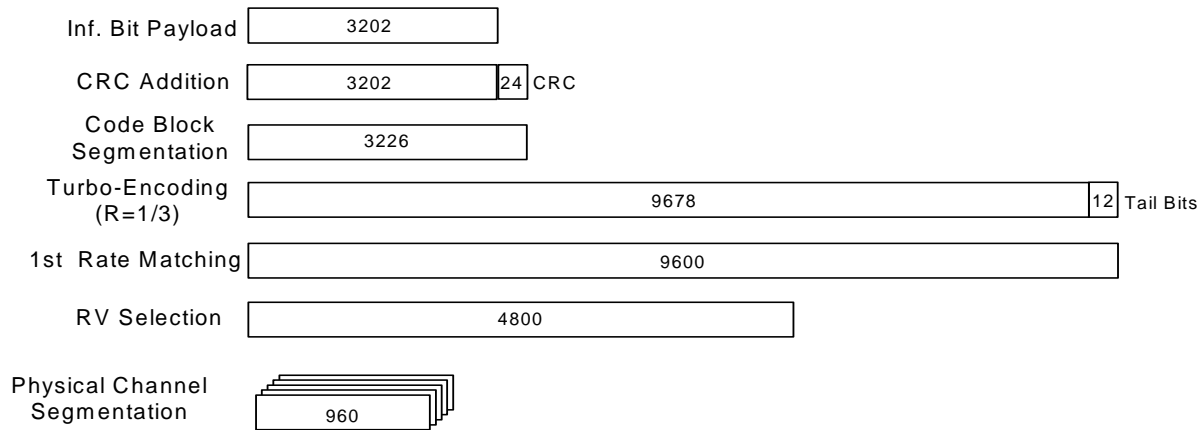 Inf. Bit Payload
3202
CRC Addition
3202
24
CRC
Code Block
Segmentation
3226
Turbo-Encoding
(R=1/3)
9678
12
Tail Bits
1st Rate Matching
9600
RV Selection
4800
Physical Channel
Segmentation
960